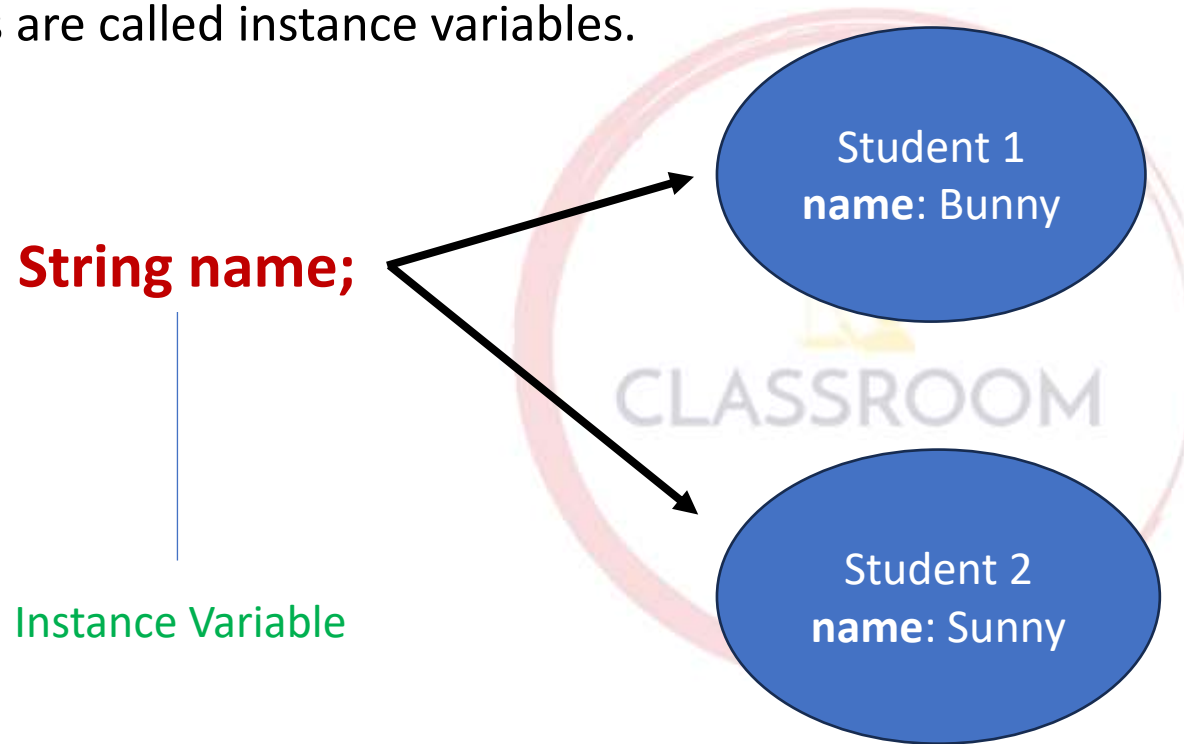 are called instance variables.
Student 1
name: Bunny
String name;
CLASSROOM
Student 2
name: Sunny
Instance Variable